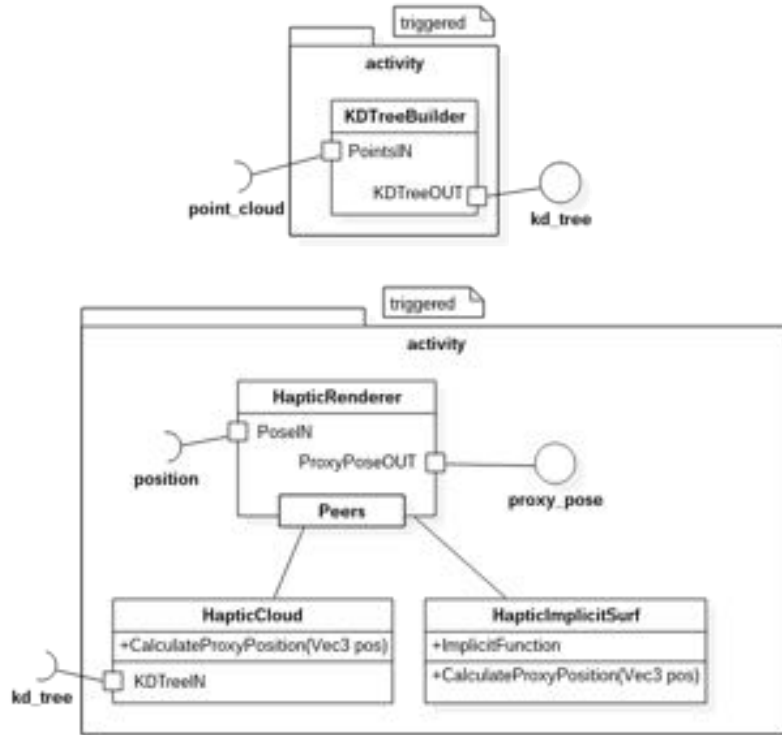 triggered
activity
KDTreeBuilder
PointsIN
KDTreeOUT
point_cloud
kd_tree
triggered
activity
HapticRenderer
PoseIN
ProxyPoseOUT
position
proxy_pose
Peers
HapticCloud
+CalculateProxyPosition(Vec3 pos)
KDTreeIN
kd_tree
HapticImplicitSurf
+ImplicitFunction
+CalculateProxyPosition(Vec3 pos)